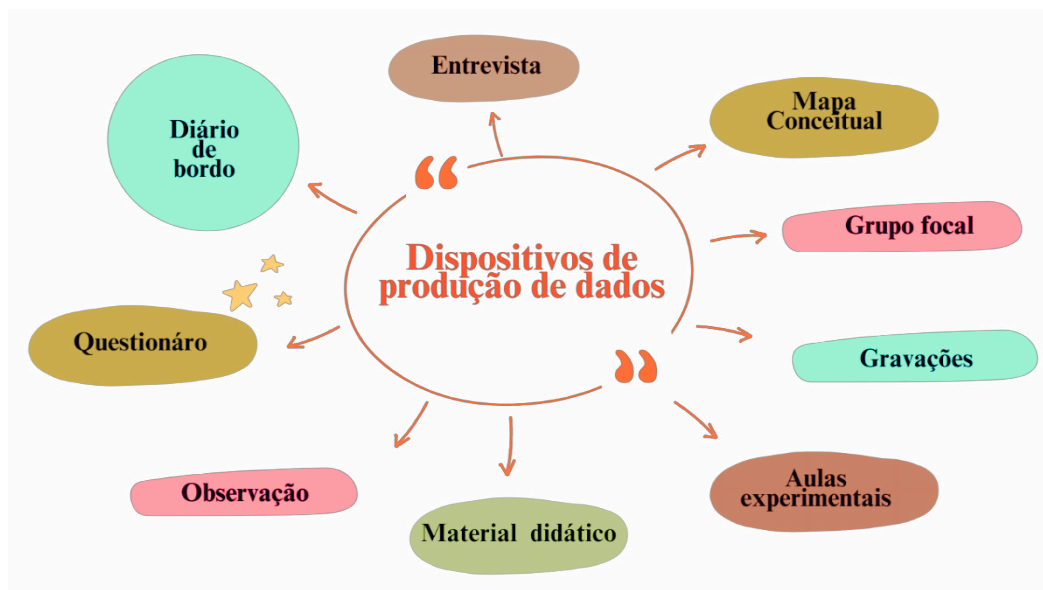 Entrevista
Mapa
Conceitual
Diário
de
bordo
Grupo focal
Dispositivos de
produção de dados
Questionáro
Gravações
Observação
Aulas
experimentais
Material didático